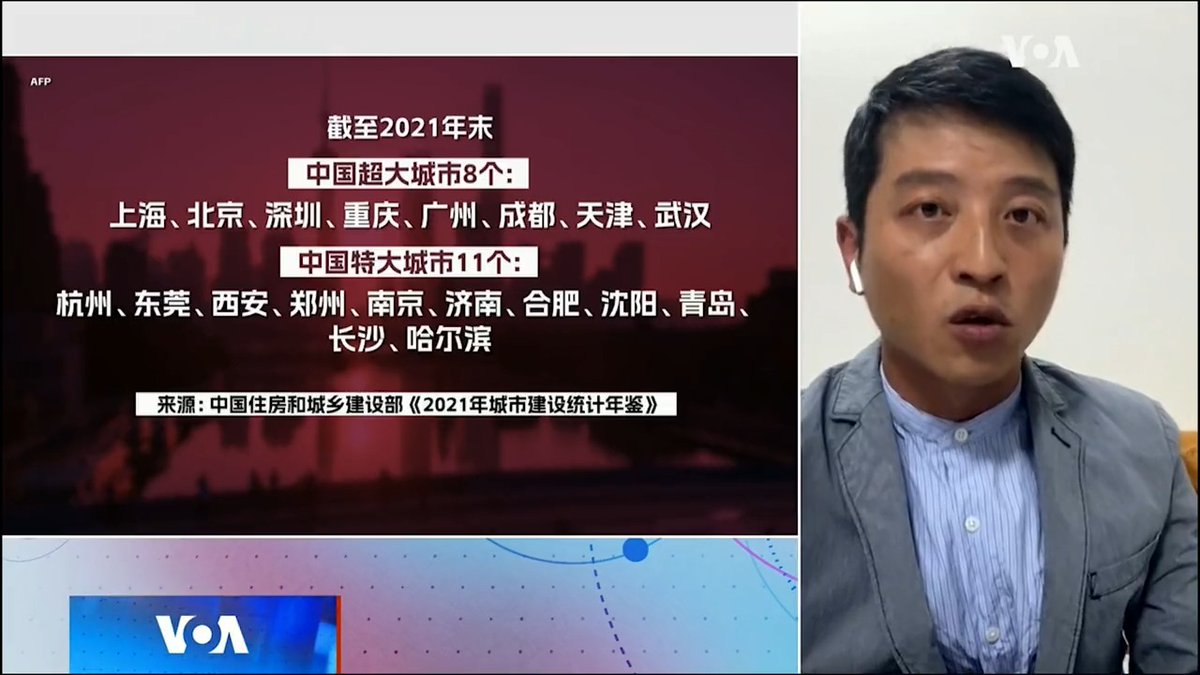 AFP
VOA
截至2021年末
中国超大城市8个:
上海、北京、深圳、重庆、广州、成都、天津、武汉
中国特大城市11个:
杭州、东莞、西安、郑州、南京、济南、合肥、沈阳、青岛、
长沙、哈尔滨
来源:中国住房和城乡建设部《2021年城市建设统计年鉴》
VOA